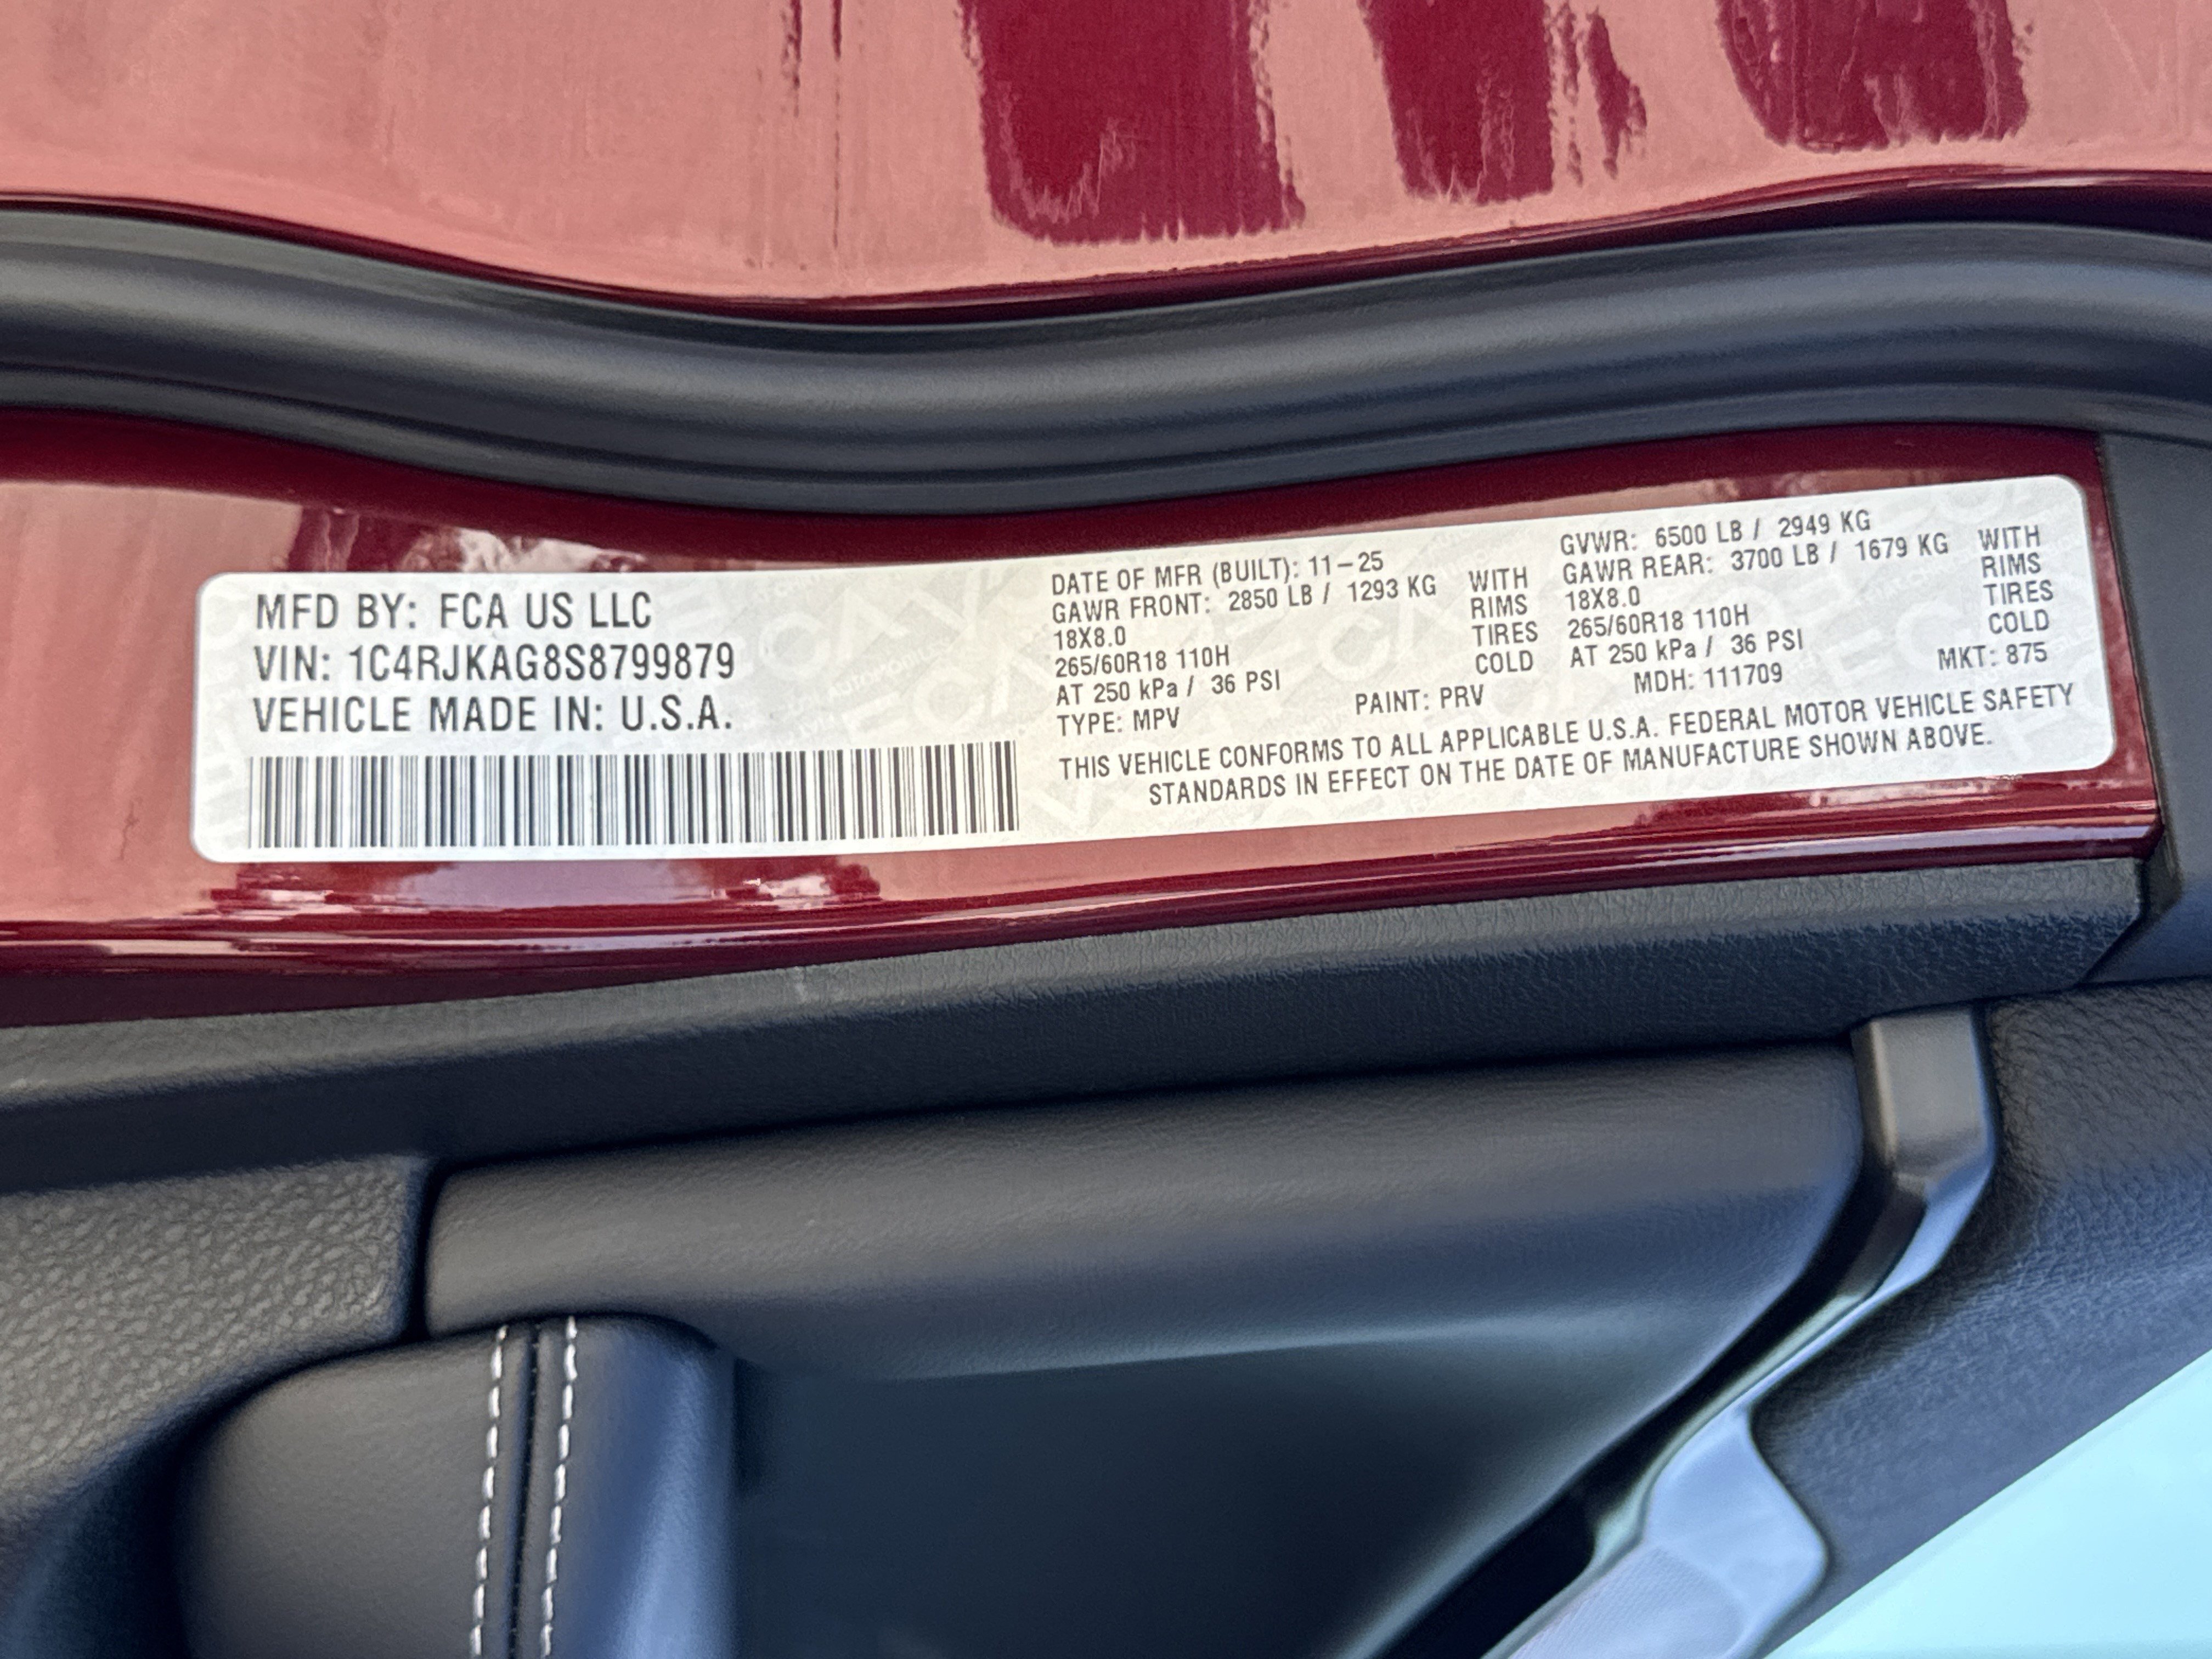 MFD BY: FCA US LLC
VIN: 1C4RJKAG8S8799879
VEHICLE MADE IN: U.S.A.
DATE OF MFR (BUILT): 11-25
GVWR: 6500 LB / 2949 KG
GAWR FRONT: 2850 LB / 1293 KG WITH
18X8.0 RIMS
265/60R18 110H TIRES
AT 250 kPa / 36 PSI COLD
GAWR REAR: 3700 LB / 1679 KG WITH
18X8.0 RIMS
265/60R18 110H TIRES
AT 250 kPa / 36 PSI COLD
TYPE: MPV PAINT: PRV MDH: 111709 MKT: 875
THIS VEHICLE CONFORMS TO ALL APPLICABLE U.S.A. FEDERAL MOTOR VEHICLE SAFETY
STANDARDS IN EFFECT ON THE DATE OF MANUFACTURE SHOWN ABOVE.